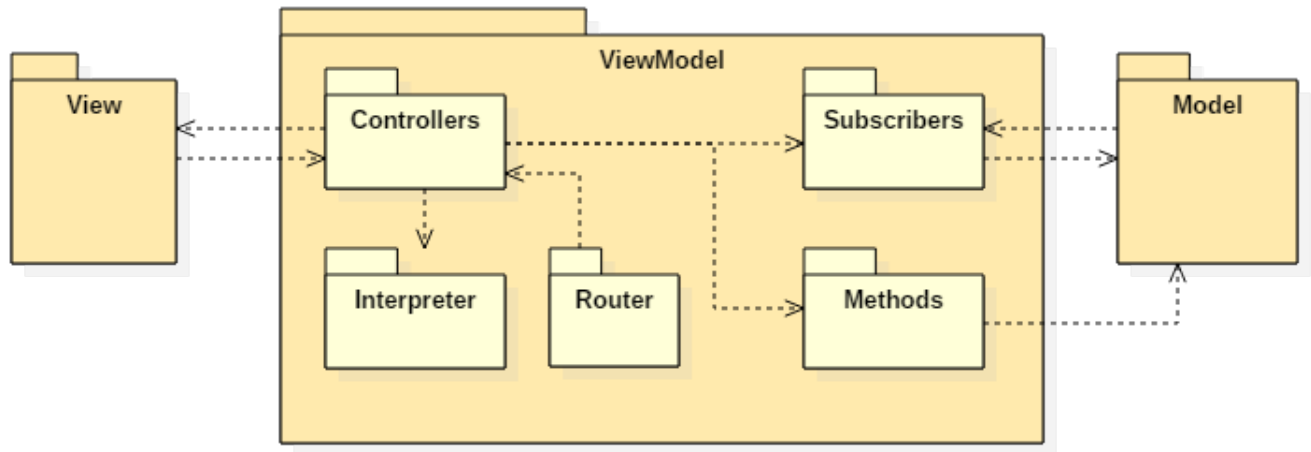 ViewModel
View
Controllers
Subscribers
Model
Interpreter
Router
Methods